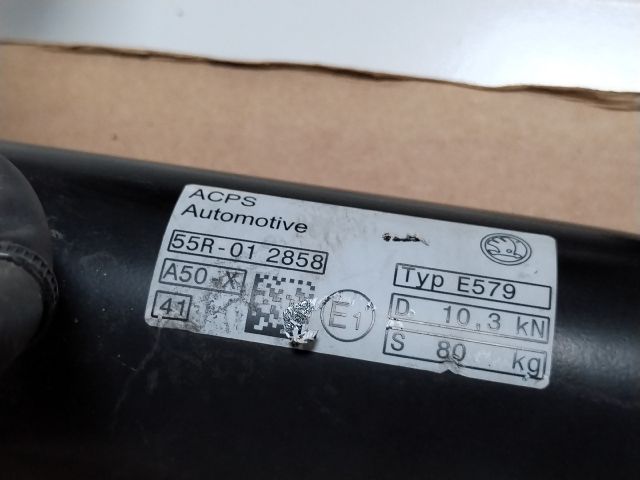 ACPS
Automotive
55R-01 2858
A50-X
41
E1
Typ E579
D 10,3 kN
S 80 kg